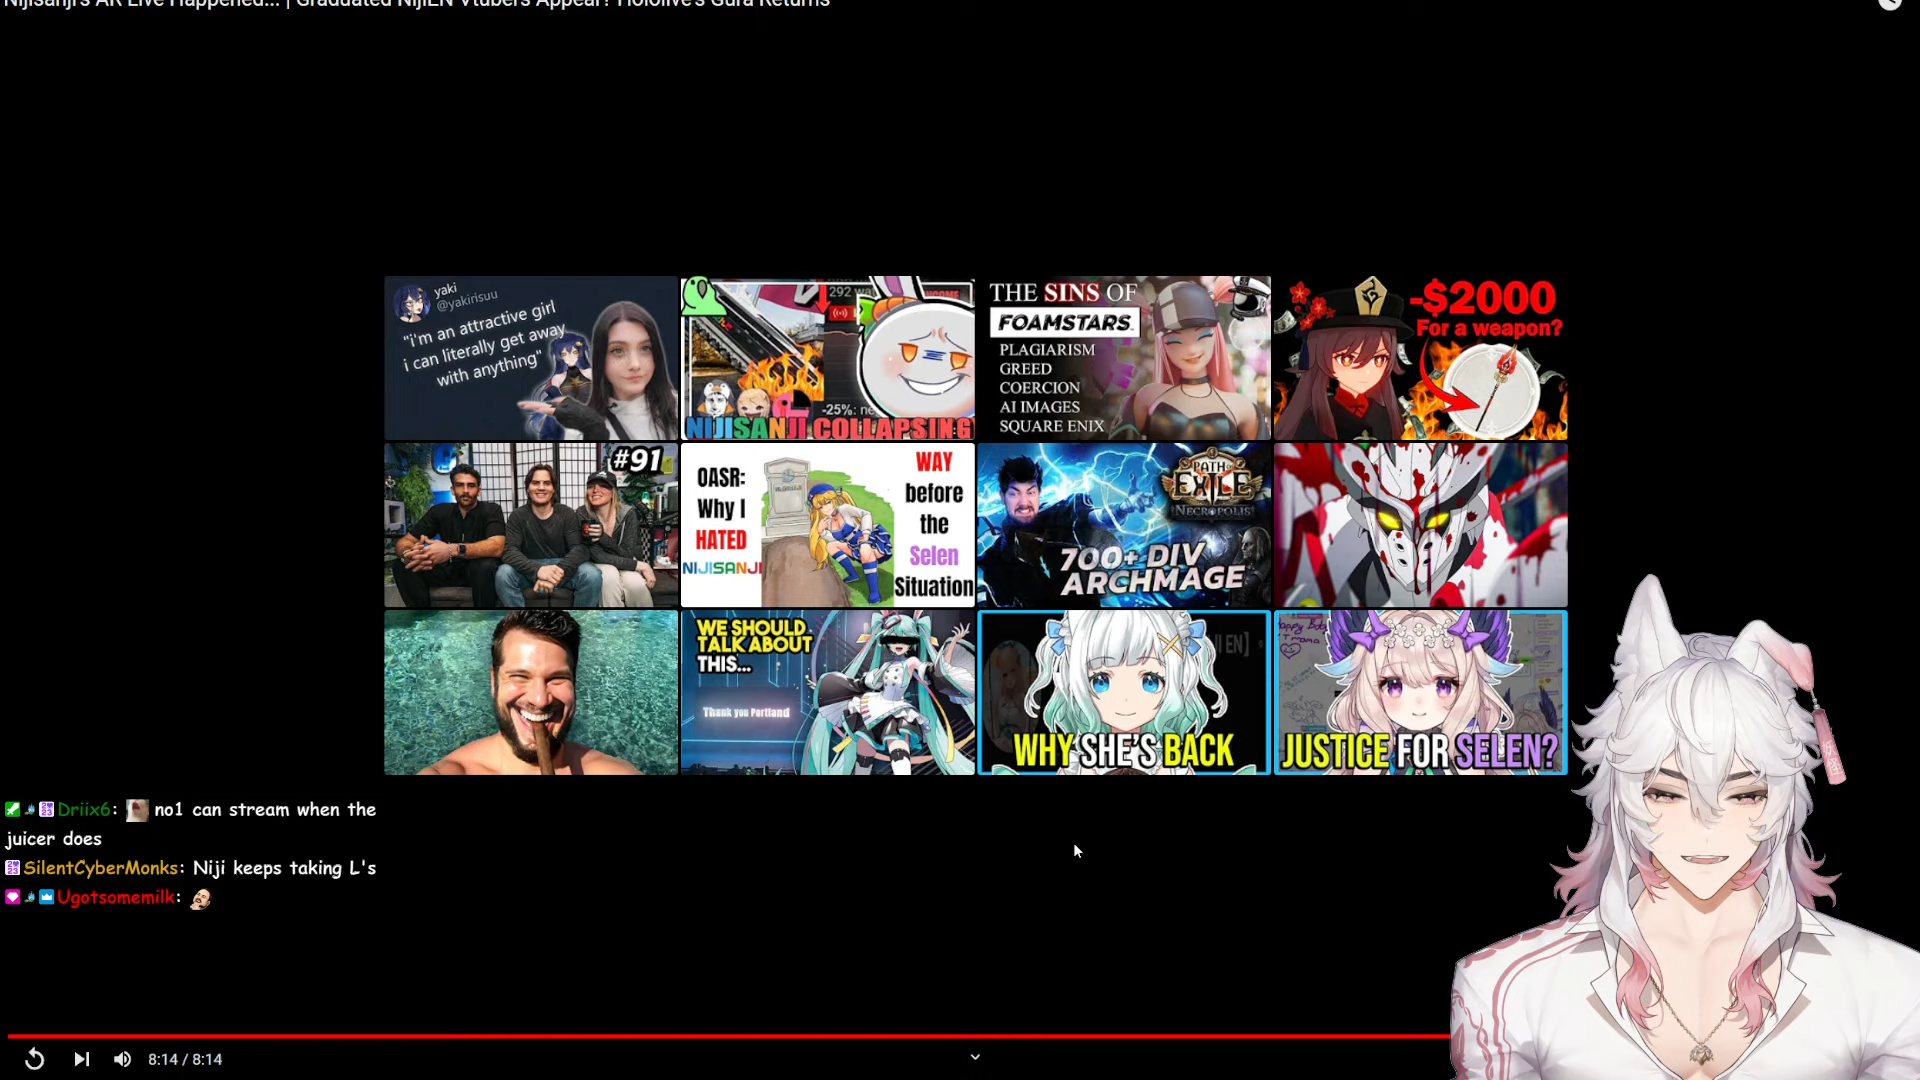 Nijisanji's AR Live Happened... | Graduated NijiEN Vtubers Appear? Hololive's Gura Returns
yaki
@yakirisuu
"i'm an attractive girl
i can literally get away
with anything"
-25%:
NIJISANJI COLLAPSING
THE SINS OF
FOAMSTARS
PLAGIARISM
GREED
COERCION
AI IMAGES
SQUARE ENIX
-$2000
For a weapon?
#91
OASR:
Why I
HATED
NIJISANJI
WAY
before
the
Selen
Situation
PATH OF
EXILE
NECROPOLIS
700+ DIV
ARCHMAGE
WE SHOULD
TALK ABOUT
THIS...
Thank you Portland
EN】
WHY SHE'S BACK
JUSTICE FOR SELEN?
Driix6: no1 can stream when the
juicer does
SilentCyberMonks: Niji keeps taking L's
Ugotsomemilk:
8:14 / 8:14